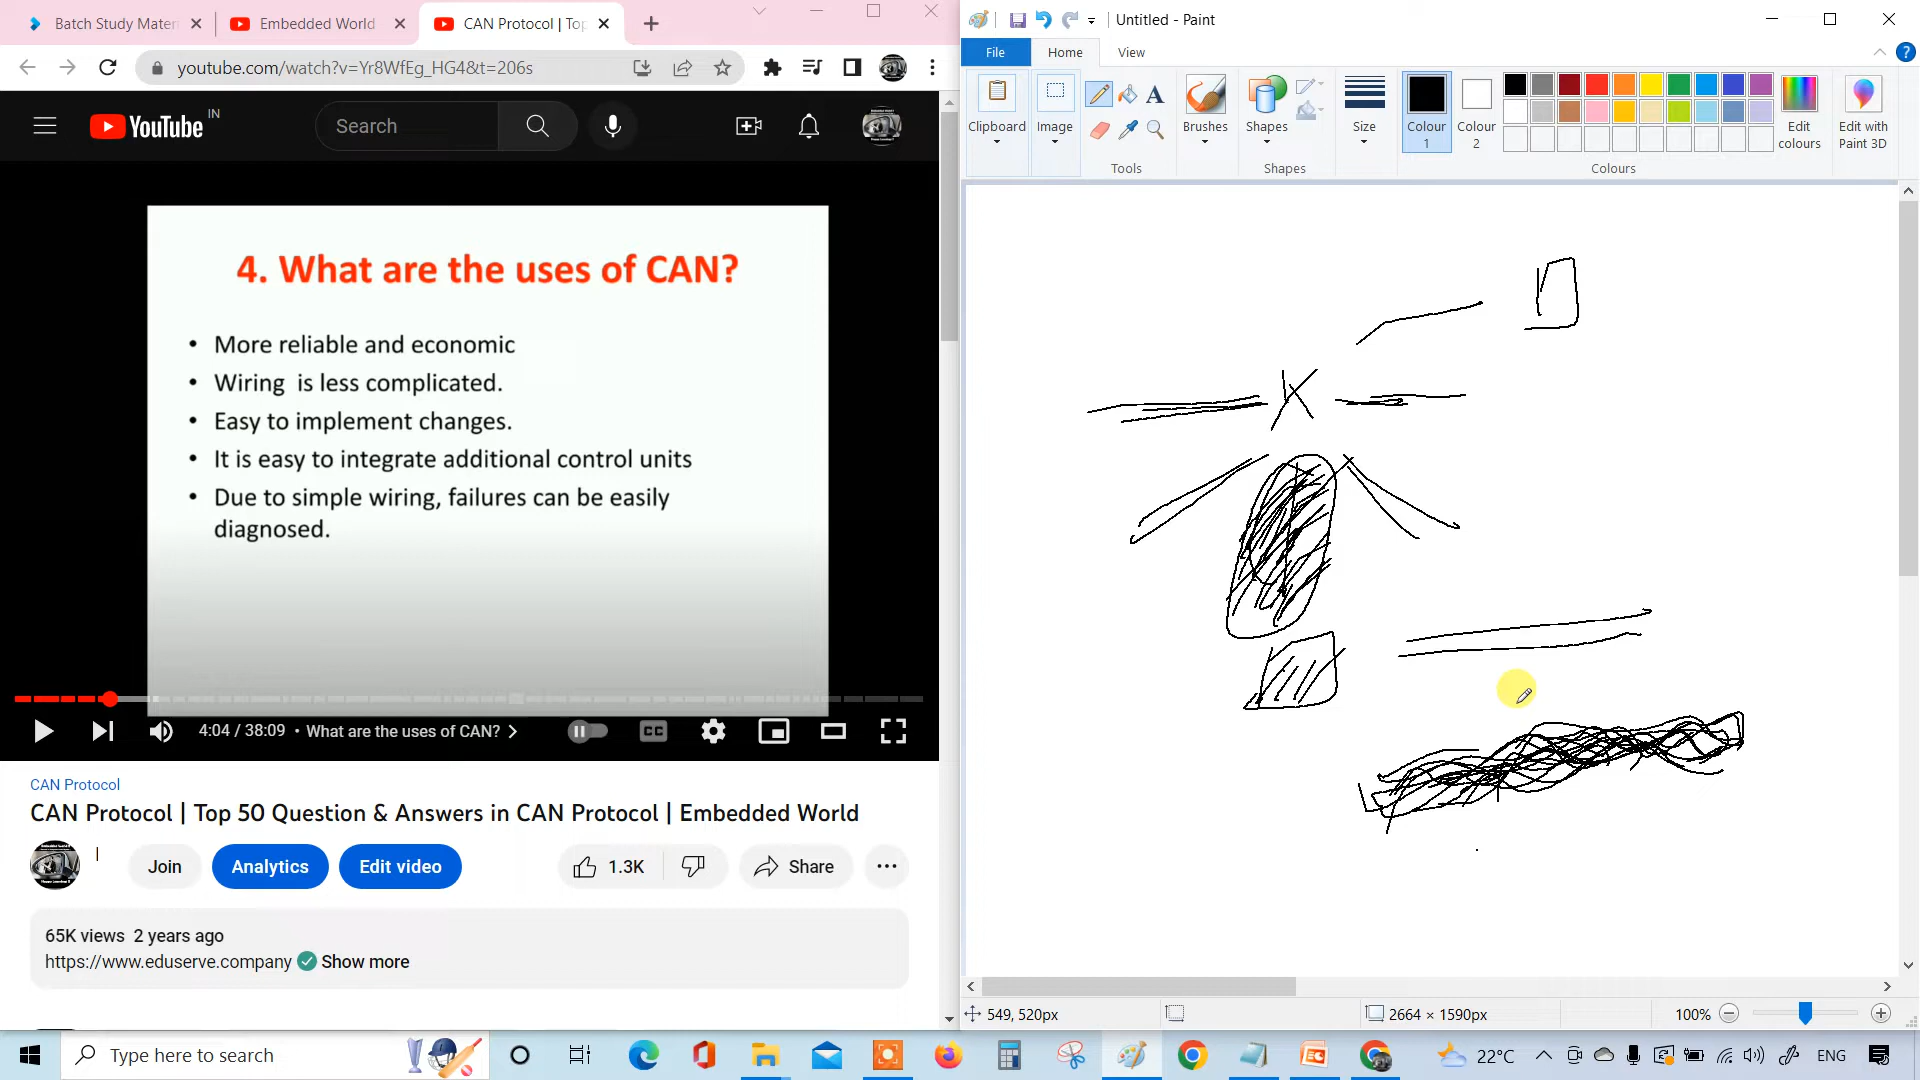 Batch Study Mater
Embedded World
CAN Protocol | Top
Untitled - Paint
File
Home
View
youtube.com/watch?v=Yr8WfEg_HG4&t=206s
Clipboard
Image
Tools
Brushes
Shapes
Shapes
Size
Colour
1
Colour
2
Colours
Edit
colours
Edit with
Paint 3D
YouTube IN
Search
4. What are the uses of CAN?
• More reliable and economic
• Wiring is less complicated.
• Easy to implement changes.
• It is easy to integrate additional control units
• Due to simple wiring, failures can be easily
diagnosed.
4:04 / 38:09 • What are the uses of CAN?
CC
CAN Protocol
CAN Protocol | Top 50 Question & Answers in CAN Protocol | Embedded World
Join
Analytics
Edit video
1.3K
Share
65K views 2 years ago
https://www.eduserve.company Show more
549, 520px
2664 × 1590px
100%
Type here to search
22°C
ENG